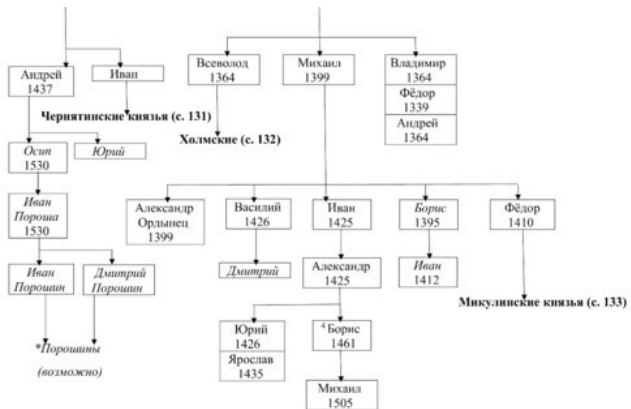 Андрей
1437
Иван
Чернятинские князья (с. 131)
Осип
1530
Юрий
Иван
Пороша
1530
Иван
Порошин
Дмитрий
Порошин
*Порошины
(возможно)
Всеволод
1364
Михаил
1399
Владимир
1364
Фёдор
1339
Андрей
1364
Холмские (с. 132)
Александр
Ордынец
1399
Василий
1426
Иван
1425
Борис
1395
Фёдор
1410
Дмитрий
Александр
1425
Иван
1412
Микулинские князья (с. 133)
Юрий
1426
Ярослав
1435
⁴Борис
1461
Михаил
1505